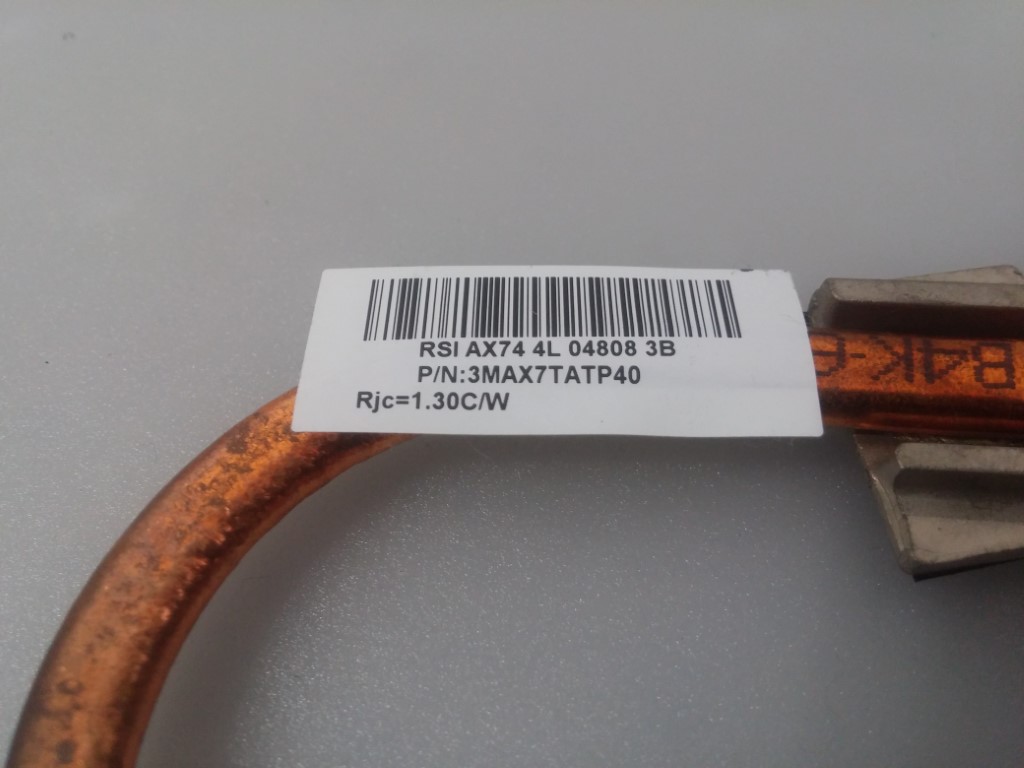 RSI AX74 4L 04808 3B
P/N:3MAX7TATP40
Rjc=1.30C/W